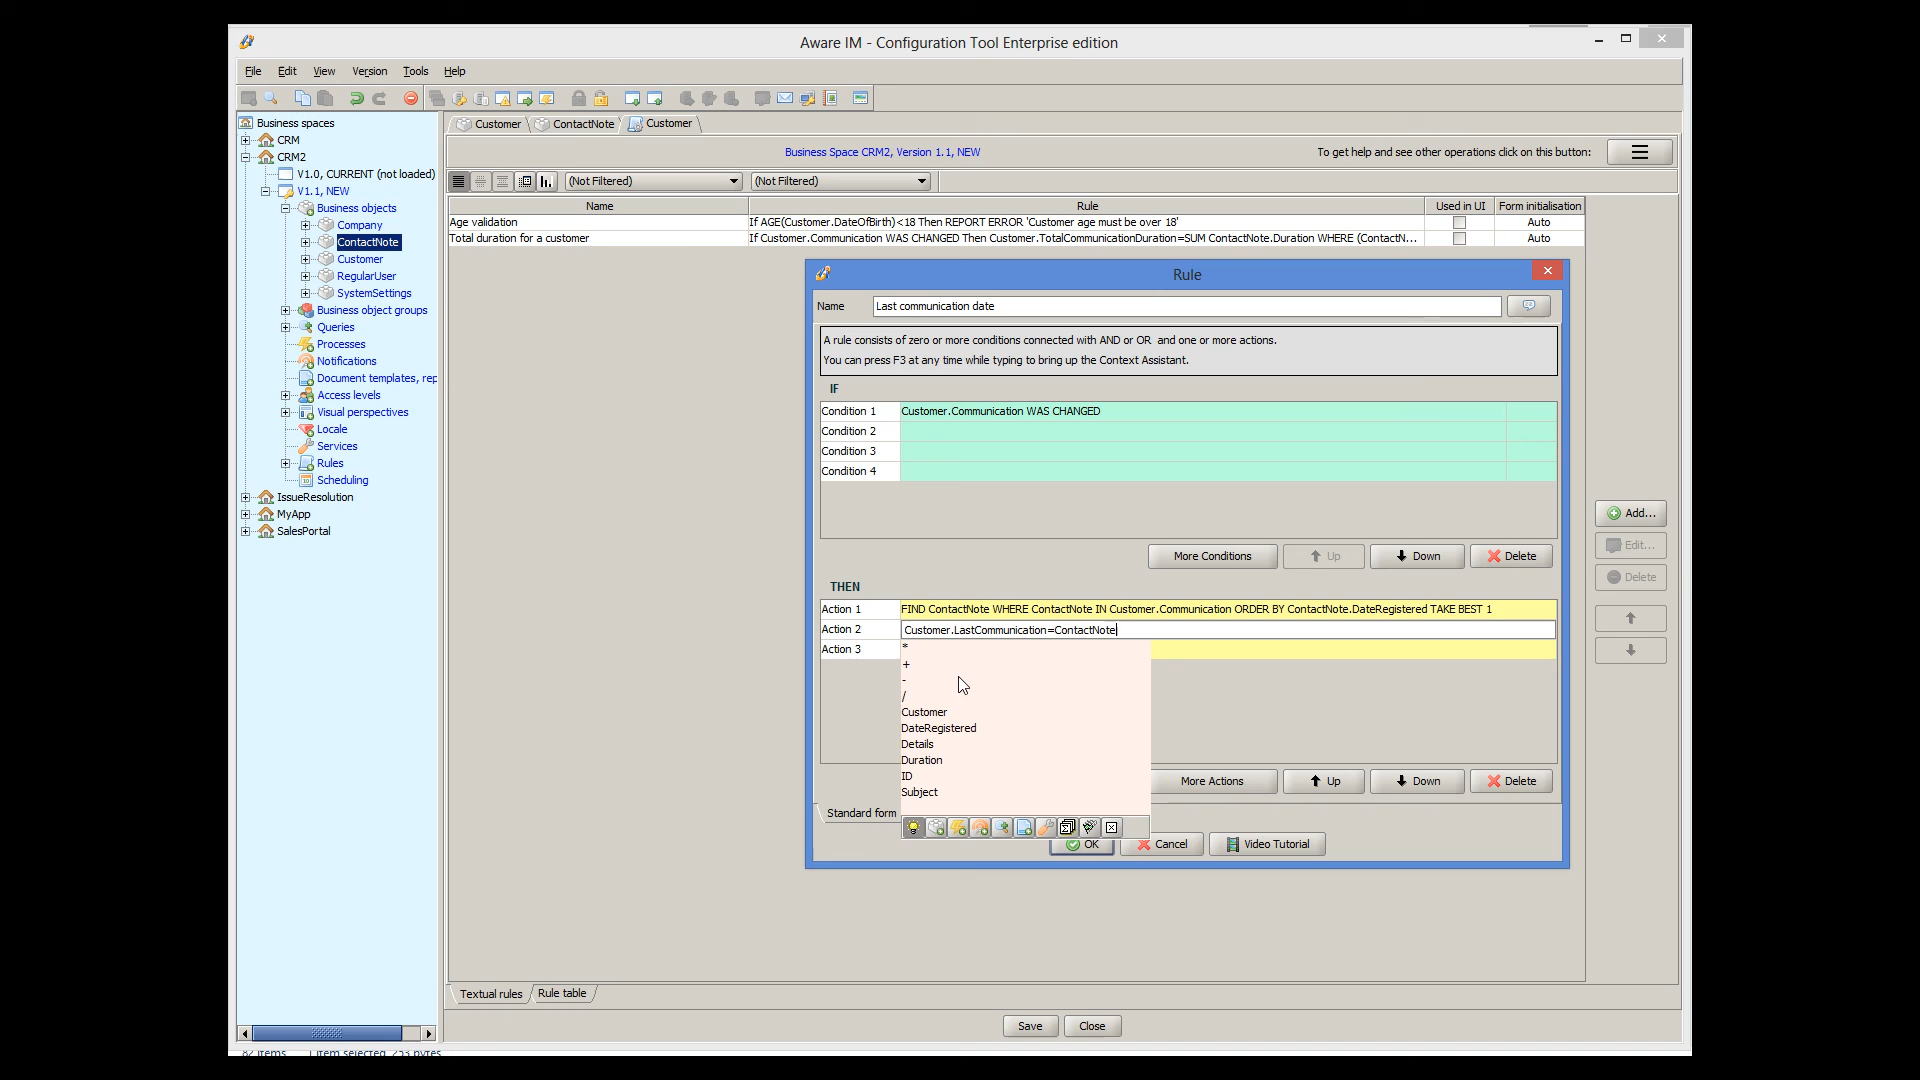 Aware IM - Configuration Tool Enterprise edition
File Edit View Version Tools Help
Business spaces
CRM
CRM2
V1.0, CURRENT (not loaded)
V1.1, NEW
Business objects
Company
ContactNote
Customer
RegularUser
SystemSettings
Business object groups
Queries
Processes
Notifications
Document templates, rep
Access levels
Visual perspectives
Locale
Services
Rules
Scheduling
IssueResolution
MyApp
SalesPortal
Customer ContactNote Customer
Business Space CRM2, Version 1.1, NEW To get help and see other operations click on this button:
(Not Filtered) (Not Filtered)
Name Rule Used in UI Form initialisation
Age validation If AGE(Customer.DateOfBirth)<18 Then REPORT ERROR 'Customer age must be over 18' Auto
Total duration for a customer If Customer.Communication WAS CHANGED Then Customer.TotalCommunicationDuration=SUM ContactNote.Duration WHERE (ContactN... Auto
Rule
Name Last communication date
A rule consists of zero or more conditions connected with AND or OR and one or more actions.
You can press F3 at any time while typing to bring up the Context Assistant.
IF
Condition 1 Customer.Communication WAS CHANGED
Condition 2
Condition 3
Condition 4
More Conditions Up Down Delete
THEN
Action 1 FIND ContactNote WHERE ContactNote IN Customer.Communication ORDER BY ContactNote.DateRegistered TAKE BEST 1
Action 2 Customer.LastCommunication=ContactNote
Action 3
*
+
-
/
Customer
DateRegistered
Details
Duration
ID
Subject
More Actions Up Down Delete
Standard form
OK Cancel Video Tutorial
Add...
Edit...
Delete
Textual rules Rule table
Save Close
82 items 1 item selected 253 bytes